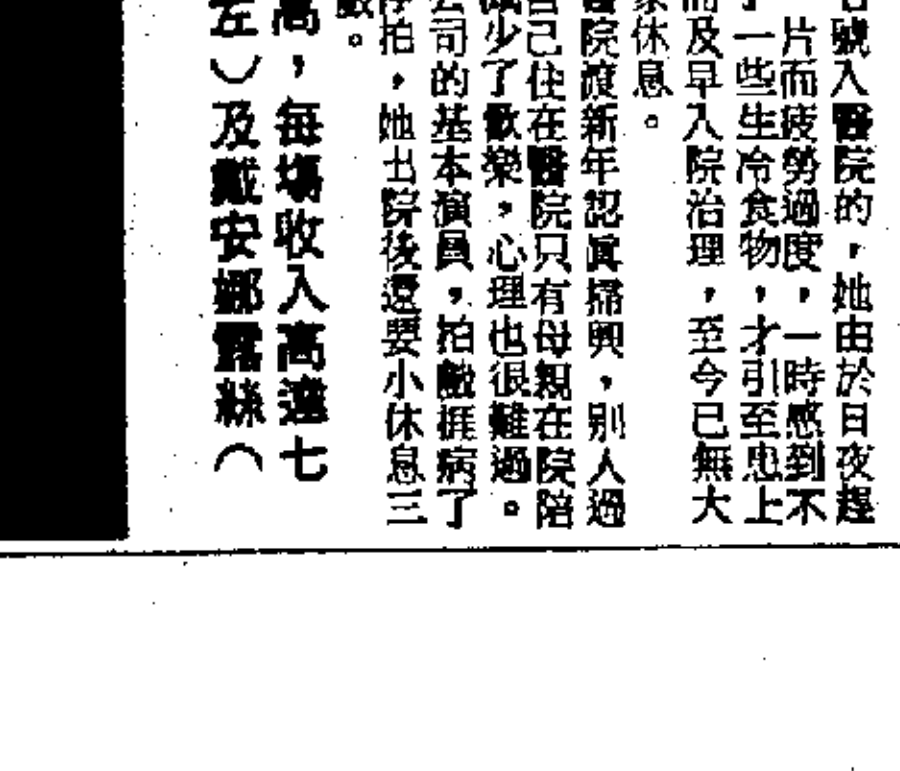 號入醫院的，她由於日夜趕
片而疲勞過度，一時感到不
一些生冷食物，才引至患上
而及早入院治理，至今已無大
休息。
醫院渡新年認眞掃興，別人過
自己住在醫院只有母親在院陪
少了歡樂，心理也很難過。
公司的基本演員，拍戲捱病了
拍，她出院後還要小休息三
戲。
高，每場收入高達七
左）及戴安娜露絲（